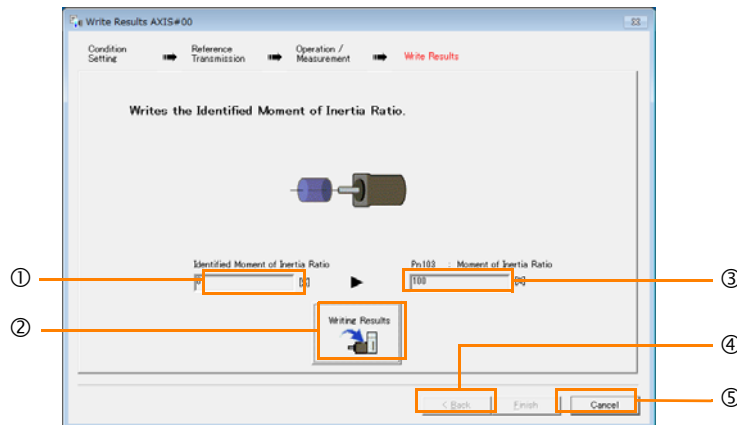 Write Results AXIS#00
Condition Setting
Reference Transmission
Operation / Measurement
Write Results
Writes the Identified Moment of Inertia Ratio.
Identified Moment of Inertia Ratio
Pn103 : Moment of Inertia Ratio
① 0 [%]
100 [%] ③
② Writing Results
④
< Back Finish Cancel ⑤